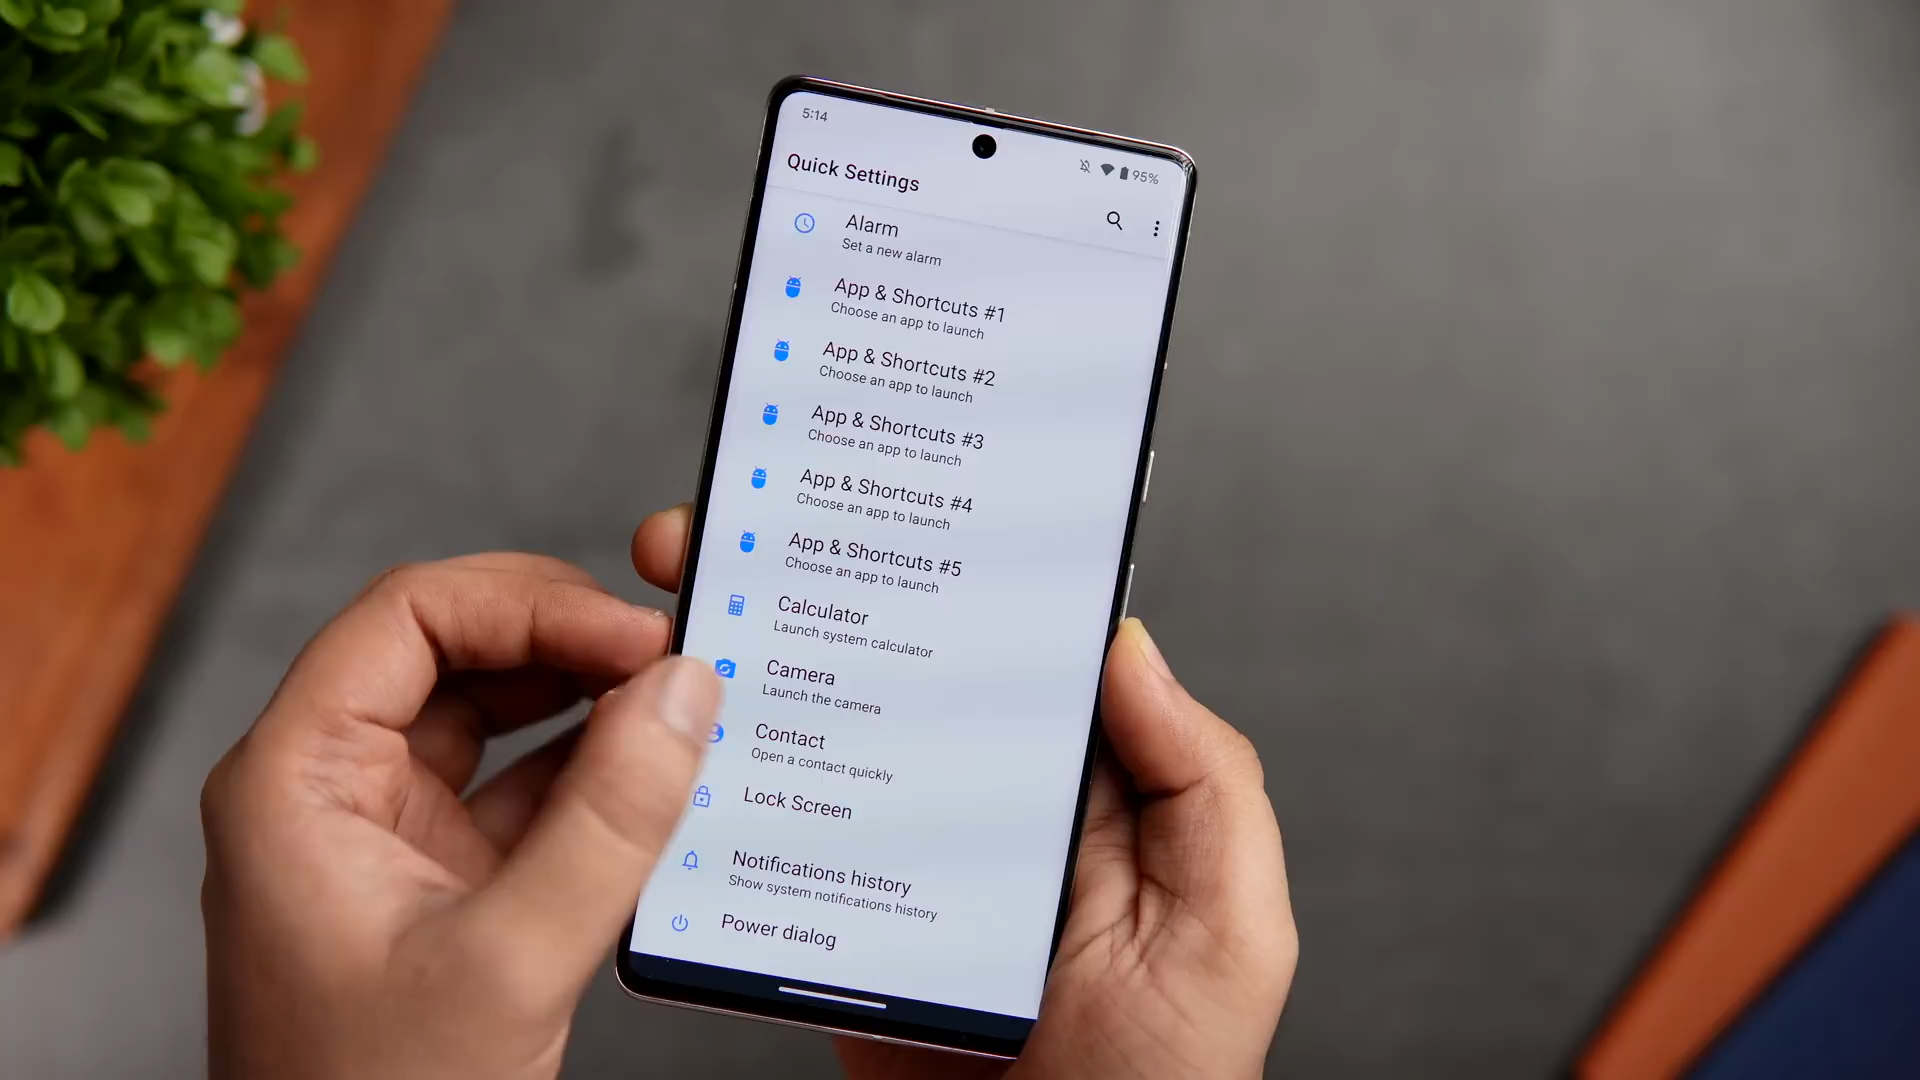 5:14
95%
Quick Settings
Alarm
Set a new alarm
App & Shortcuts #1
Choose an app to launch
App & Shortcuts #2
Choose an app to launch
App & Shortcuts #3
Choose an app to launch
App & Shortcuts #4
Choose an app to launch
App & Shortcuts #5
Choose an app to launch
Calculator
Launch system calculator
Camera
Launch the camera
Contact
Open a contact quickly
Lock Screen
Notifications history
Show system notifications history
Power dialog